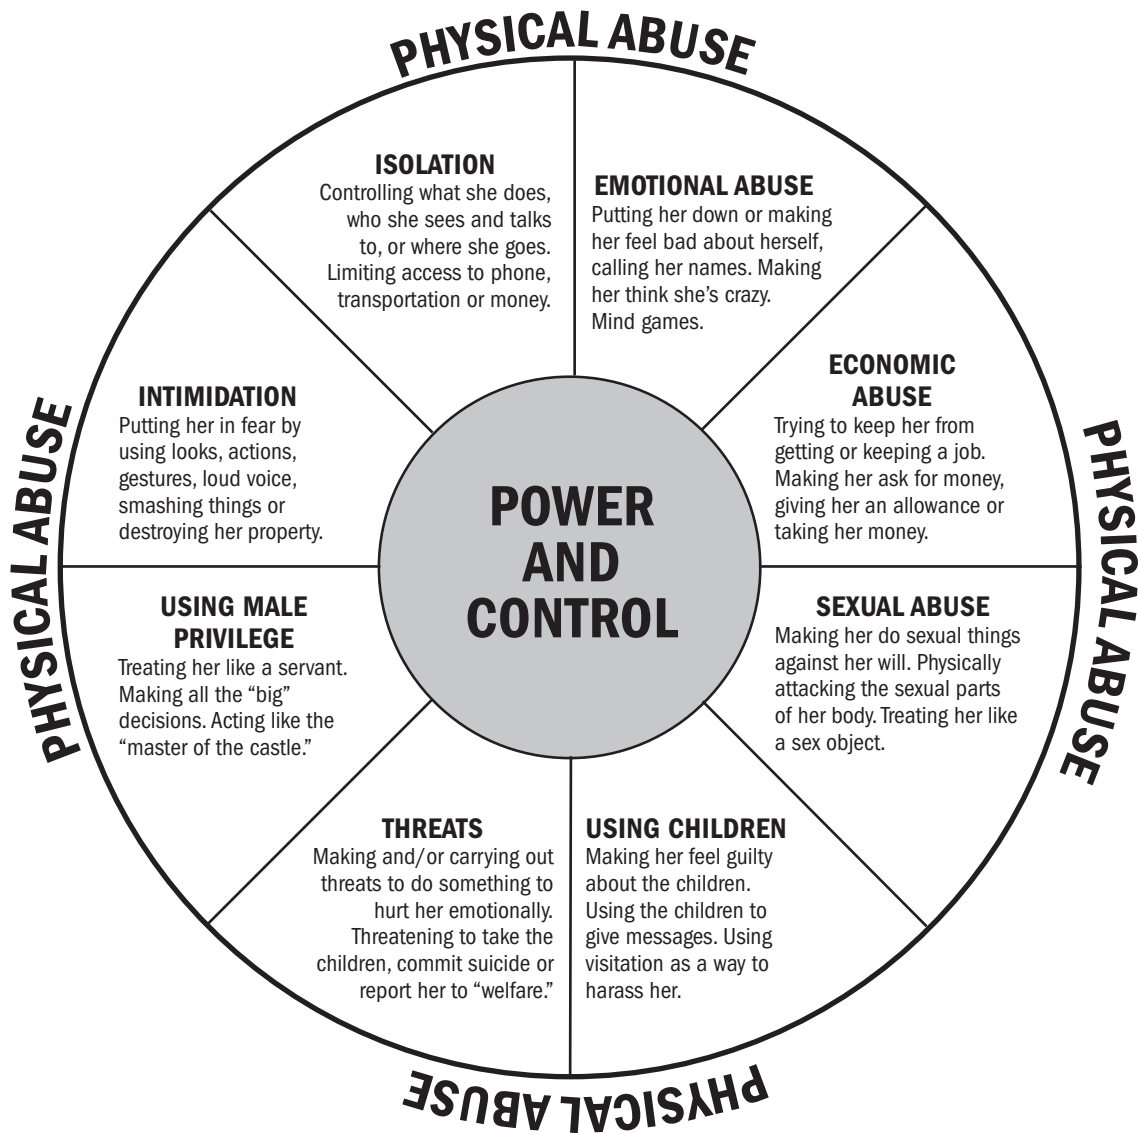 PHYSICAL ABUSE
ISOLATION
Controlling what she does,
who she sees and talks
to, or where she goes.
Limiting access to phone,
transportation or money.
EMOTIONAL ABUSE
Putting her down or making
her feel bad about herself,
calling her names. Making
her think she’s crazy.
Mind games.
ECONOMIC
ABUSE
Trying to keep her from
getting or keeping a job.
Making her ask for money,
giving her an allowance or
taking her money.
PHYSICAL ABUSE
SEXUAL ABUSE
Making her do sexual things
against her will. Physically
attacking the sexual parts
of her body. Treating her like
a sex object.
USING CHILDREN
Making her feel guilty
about the children.
Using the children to
give messages. Using
visitation as a way to
harass her.
PHYSICAL ABUSE
THREATS
Making and/or carrying out
threats to do something to
hurt her emotionally.
Threatening to take the
children, commit suicide or
report her to “welfare.”
USING MALE
PRIVILEGE
Treating her like a servant.
Making all the “big”
decisions. Acting like the
“master of the castle.”
PHYSICAL ABUSE
INTIMIDATION
Putting her in fear by
using looks, actions,
gestures, loud voice,
smashing things or
destroying her property.
POWER
AND
CONTROL